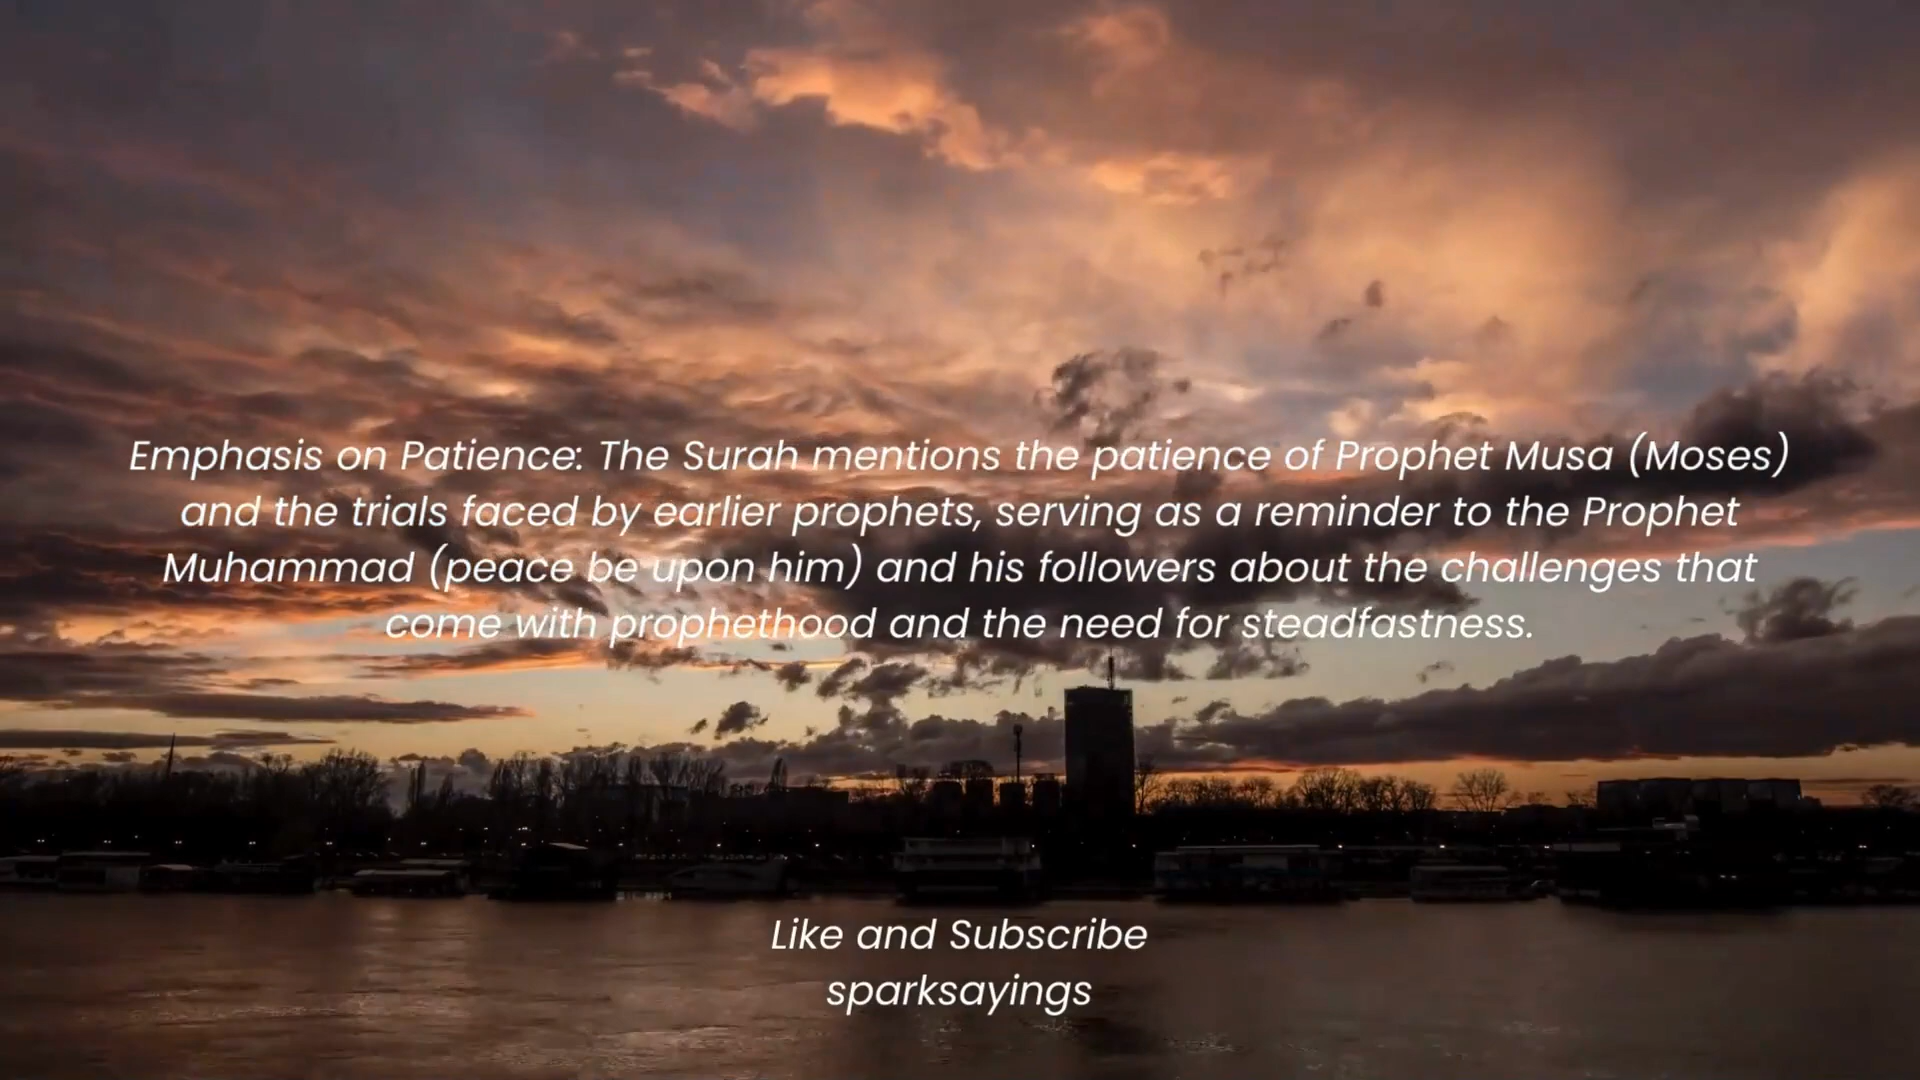 Emphasis on Patience: The Surah mentions the patience of Prophet Musa (Moses)
and the trials faced by earlier prophets, serving as a reminder to the Prophet
Muhammad (peace be upon him) and his followers about the challenges that
come with prophethood and the need for steadfastness.
Like and Subscribe
sparksayings